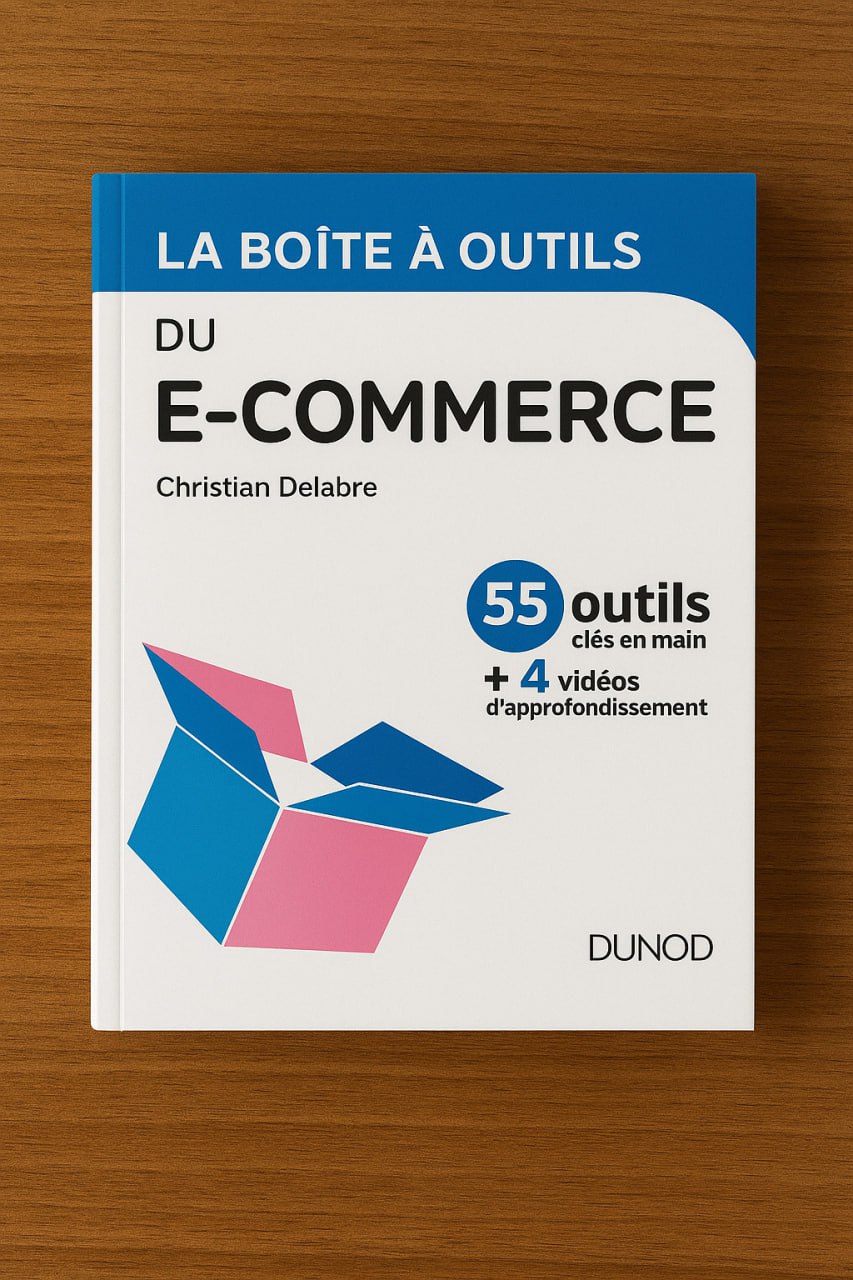 LA BOÎTE À OUTILS
DU
E-COMMERCE
Christian Delabre
55 outils
clés en main
+ 4 vidéos
d'approfondissement
DUNOD